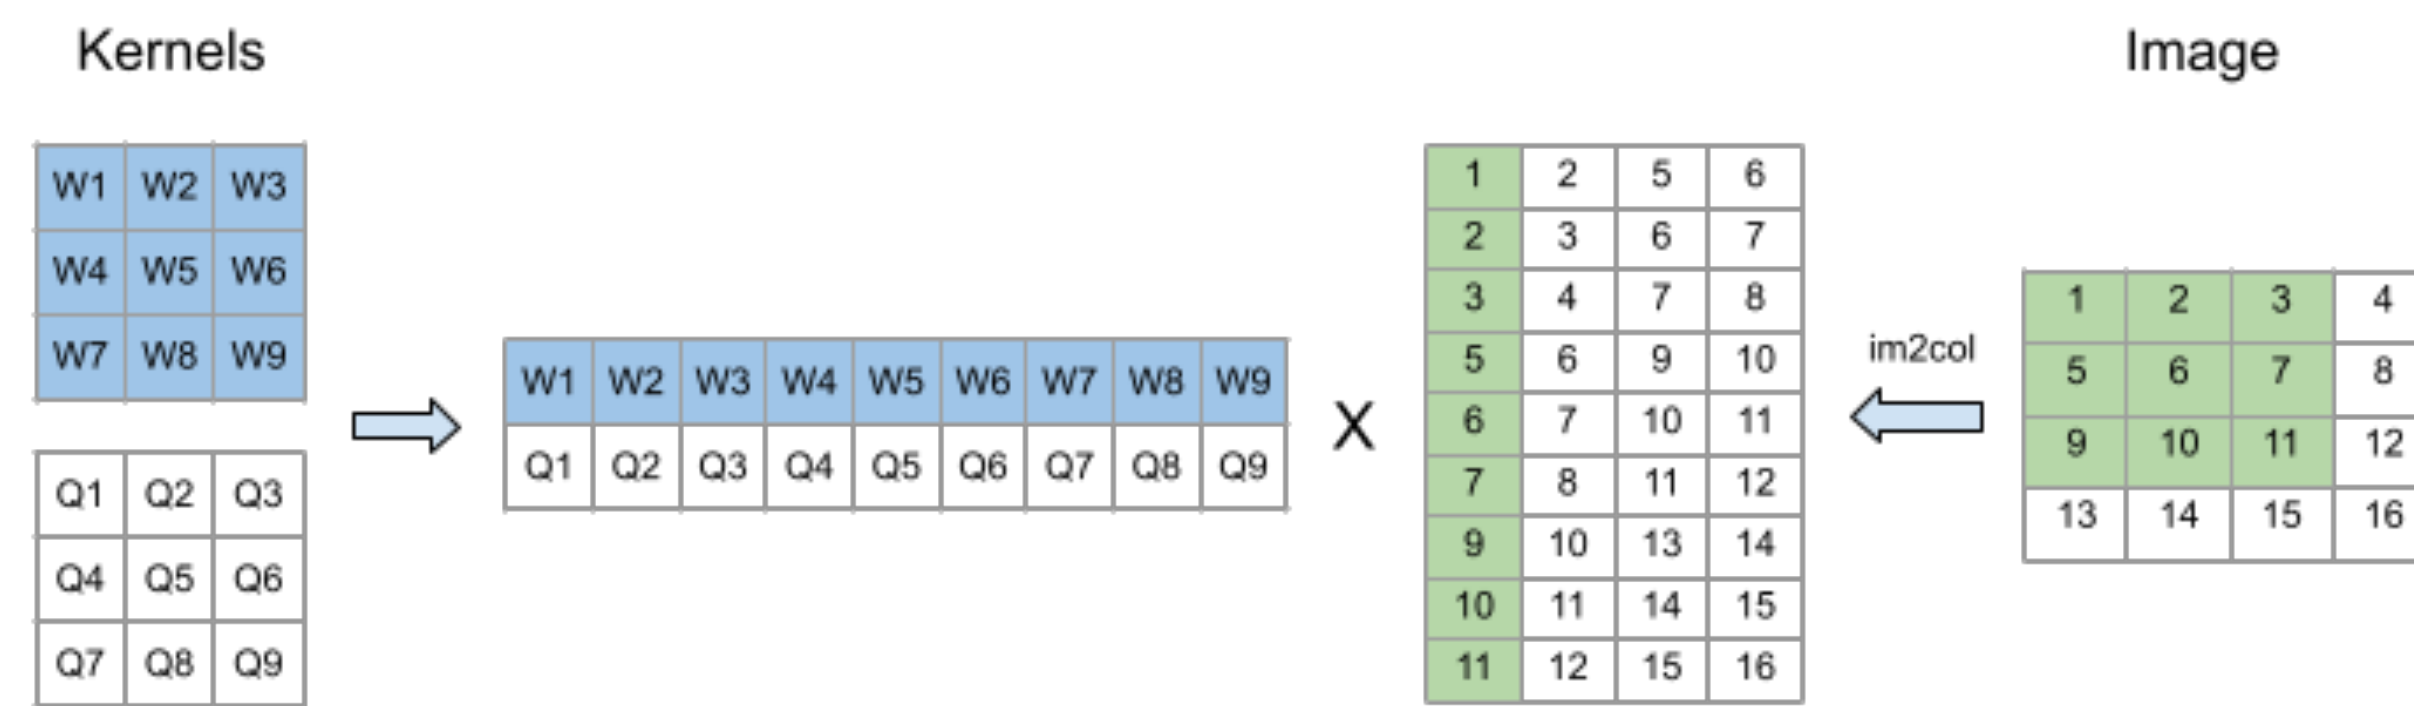 Kernels
Image
W1 W2 W3
W4 W5 W6
W7 W8 W9
Q1 Q2 Q3
Q4 Q5 Q6
Q7 Q8 Q9
W1 W2 W3 W4 W5 W6 W7 W8 W9
Q1 Q2 Q3 Q4 Q5 Q6 Q7 Q8 Q9
X
1 2 5 6
2 3 6 7
3 4 7 8
5 6 9 10
6 7 10 11
7 8 11 12
9 10 13 14
10 11 14 15
11 12 15 16
im2col
1 2 3 4
5 6 7 8
9 10 11 12
13 14 15 16